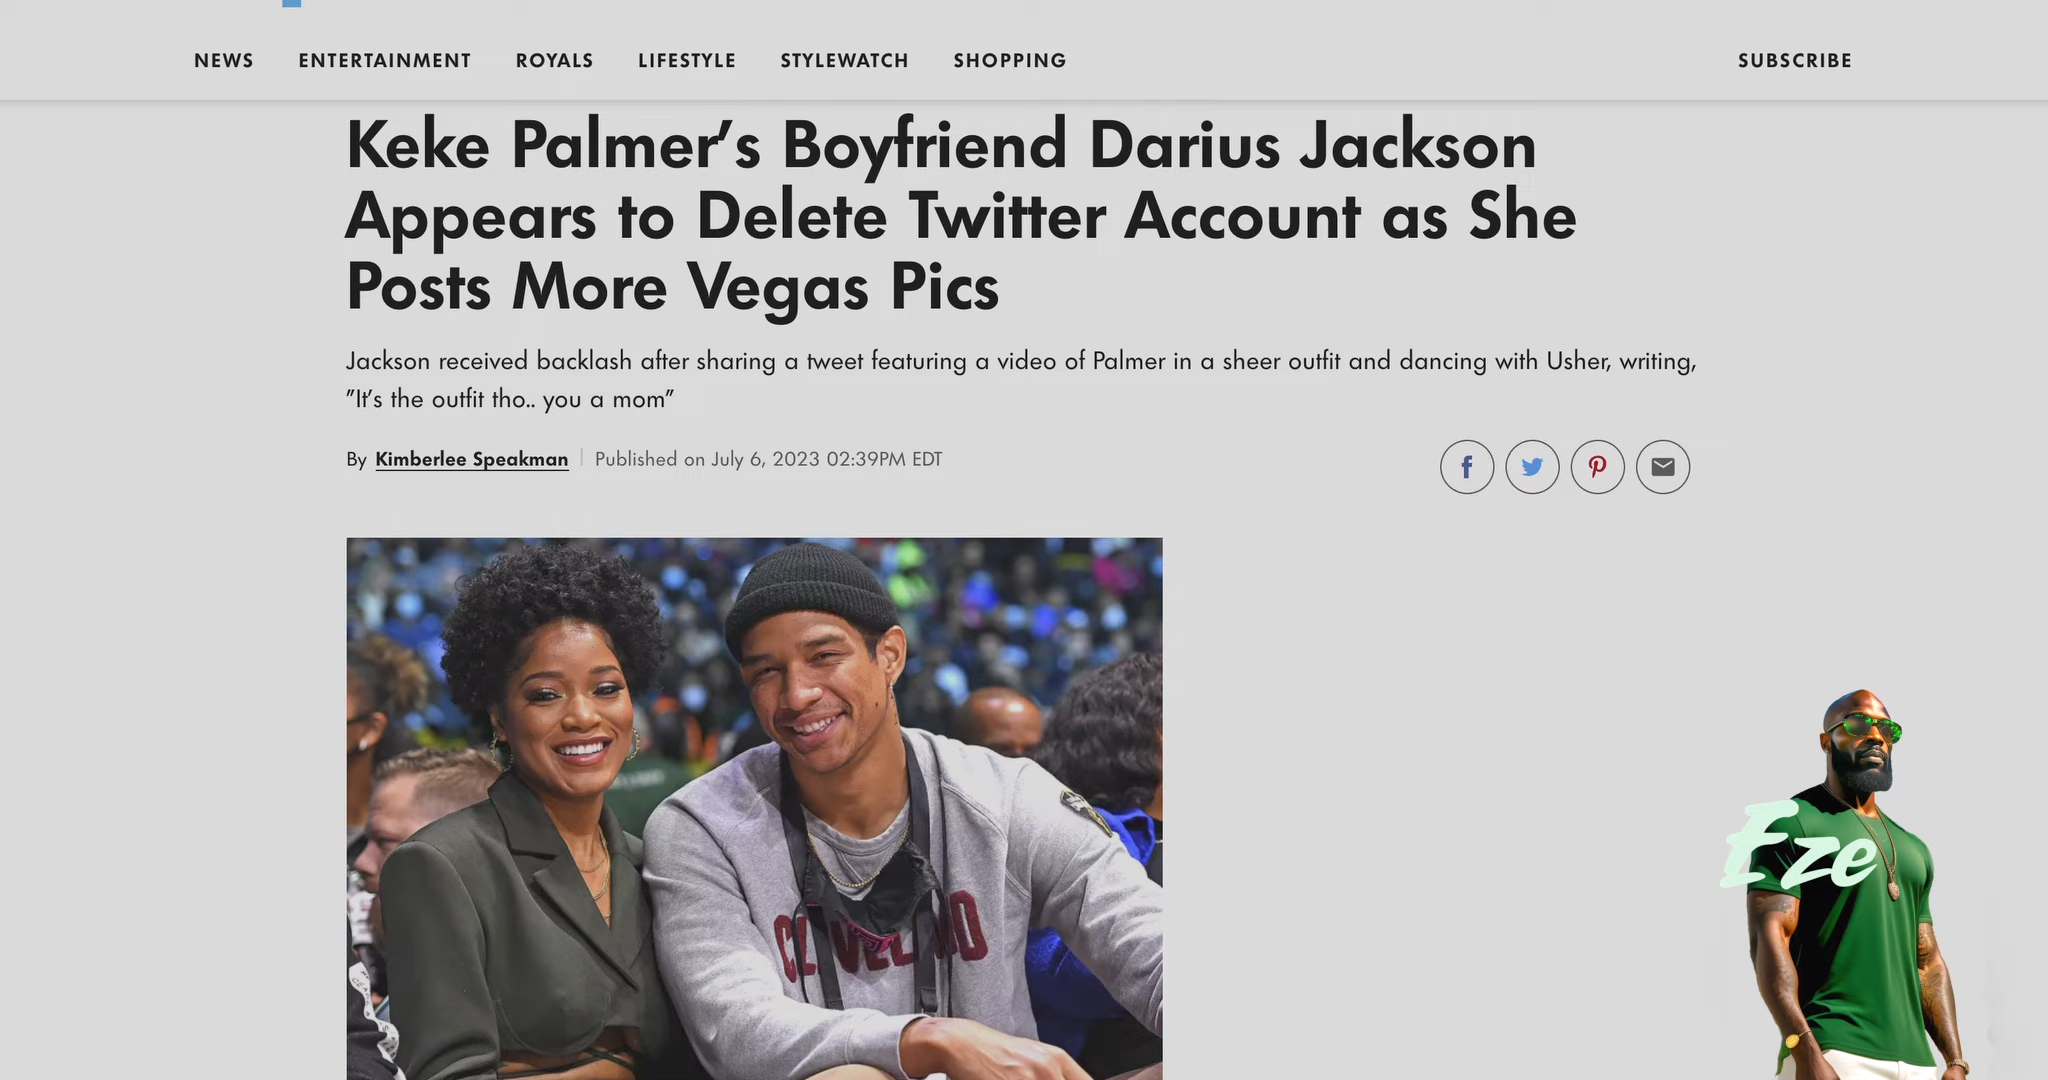 NEWS ENTERTAINMENT ROYALS LIFESTYLE STYLEWATCH SHOPPING SUBSCRIBE
Keke Palmer’s Boyfriend Darius Jackson
Appears to Delete Twitter Account as She
Posts More Vegas Pics
Jackson received backlash after sharing a tweet featuring a video of Palmer in a sheer outfit and dancing with Usher, writing,
"It’s the outfit tho.. you a mom"
By Kimberlee Speakman | Published on July 6, 2023 02:39PM EDT
Eze